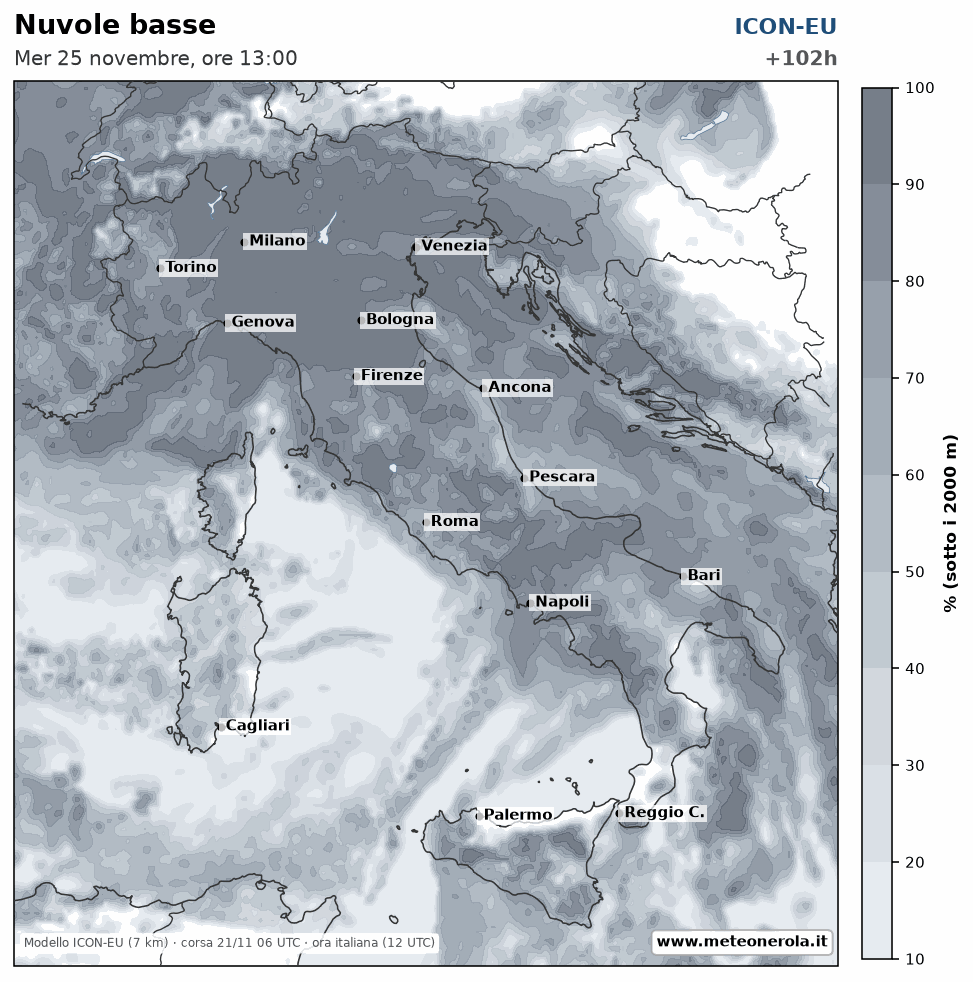 Nuvole basse
ICON-EU
Mer 25 novembre, ore 13:00
+102h
Milano
Venezia
Torino
Genova
Bologna
Firenze
Ancona
Pescara
Roma
Bari
Napoli
Cagliari
Palermo
Reggio C.
Modello ICON-EU (7 km) · corsa 21/11 06 UTC · ora italiana (12 UTC)
www.meteonerola.it
100
90
80
70
60
50
40
30
20
10
% (sotto i 2000 m)